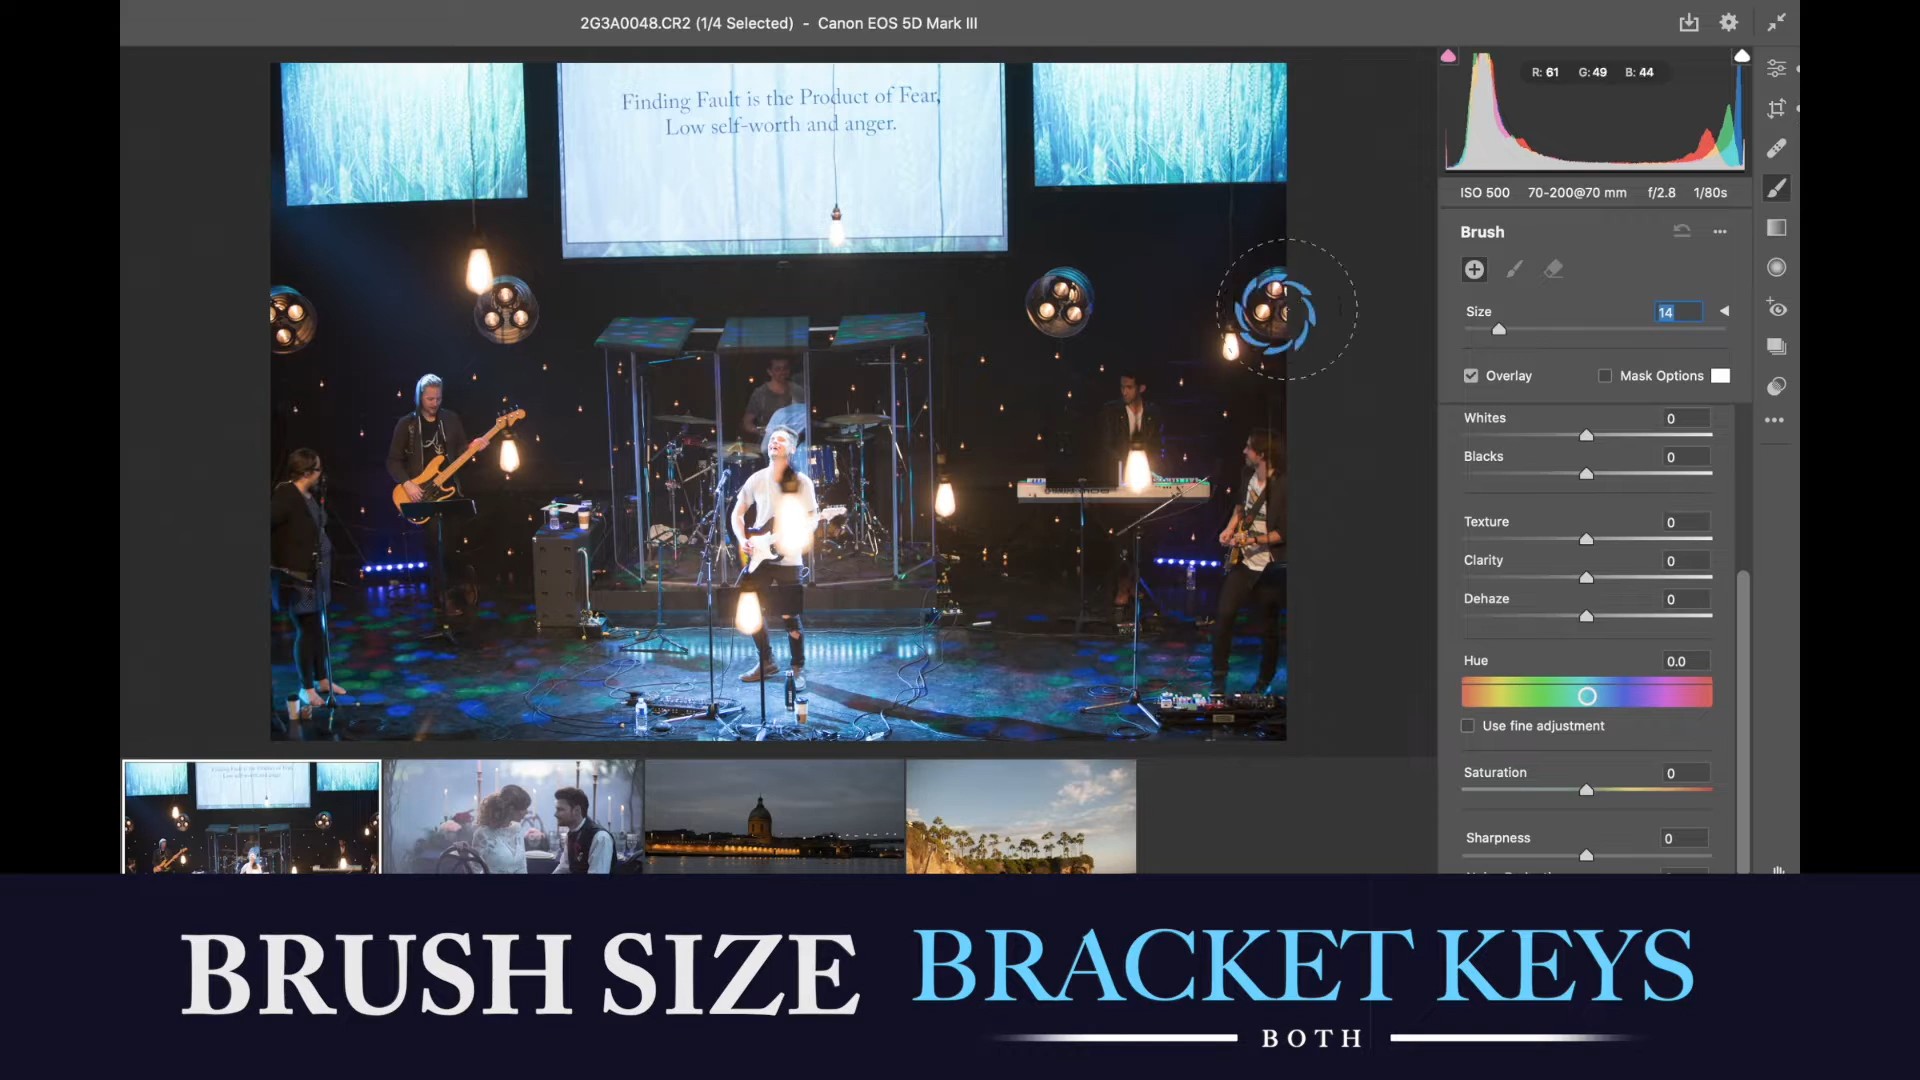 2G3A0048.CR2 (1/4 Selected) - Canon EOS 5D Mark III
R: 61 G: 49 B: 44
Finding Fault is the Product of Fear,
Low self-worth and anger.
ISO 500 70-200@70 mm f/2.8 1/80s
Brush
Size 14
Overlay Mask Options
Whites 0
Blacks 0
Texture 0
Clarity 0
Dehaze 0
Hue 0.0
Use fine adjustment
Saturation 0
Sharpness 0
BRUSH SIZE BRACKET KEYS
BOTH